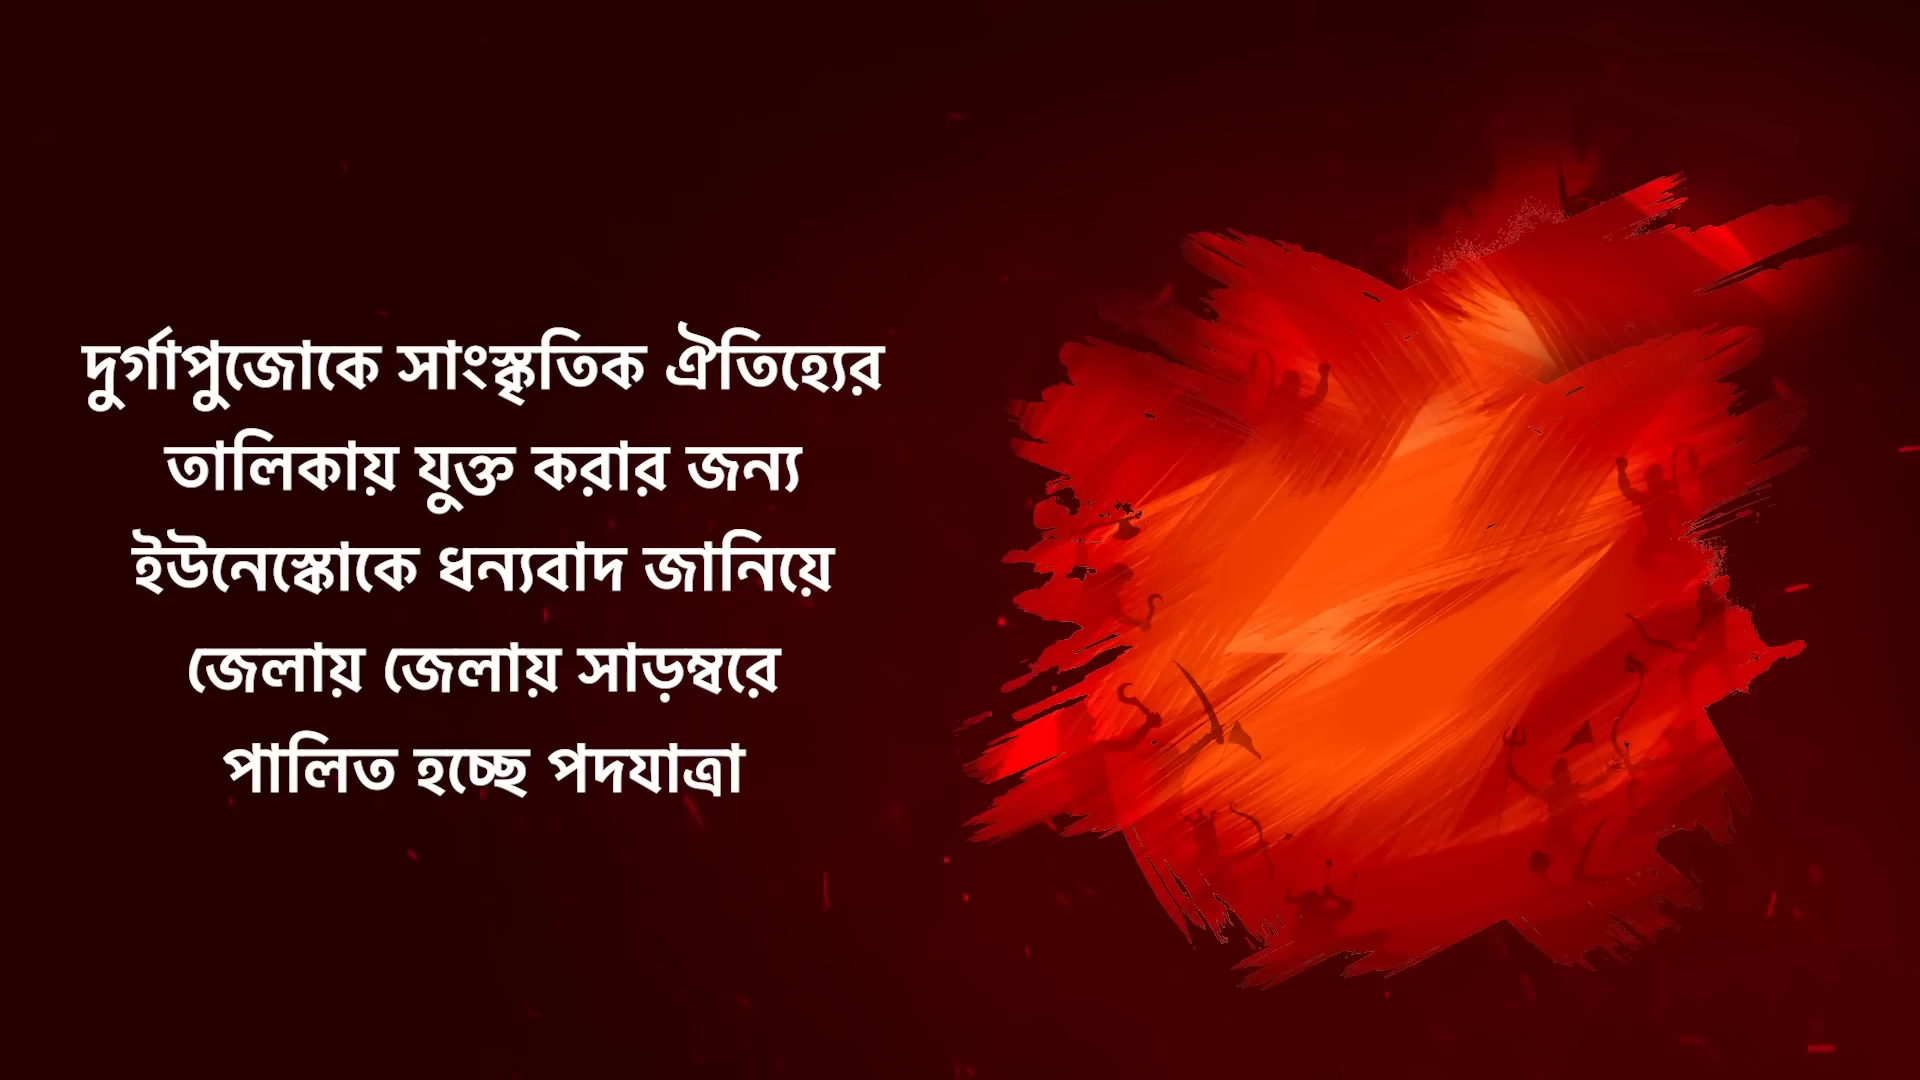 দুর্গাপুজোকে সাংস্কৃতিক ঐতিহ্যের
তালিকায় যুক্ত করার জন্য
ইউনেস্কোকে ধন্যবাদ জানিয়ে
জেলায় জেলায় সাড়ম্বরে
পালিত হচ্ছে পদযাত্রা